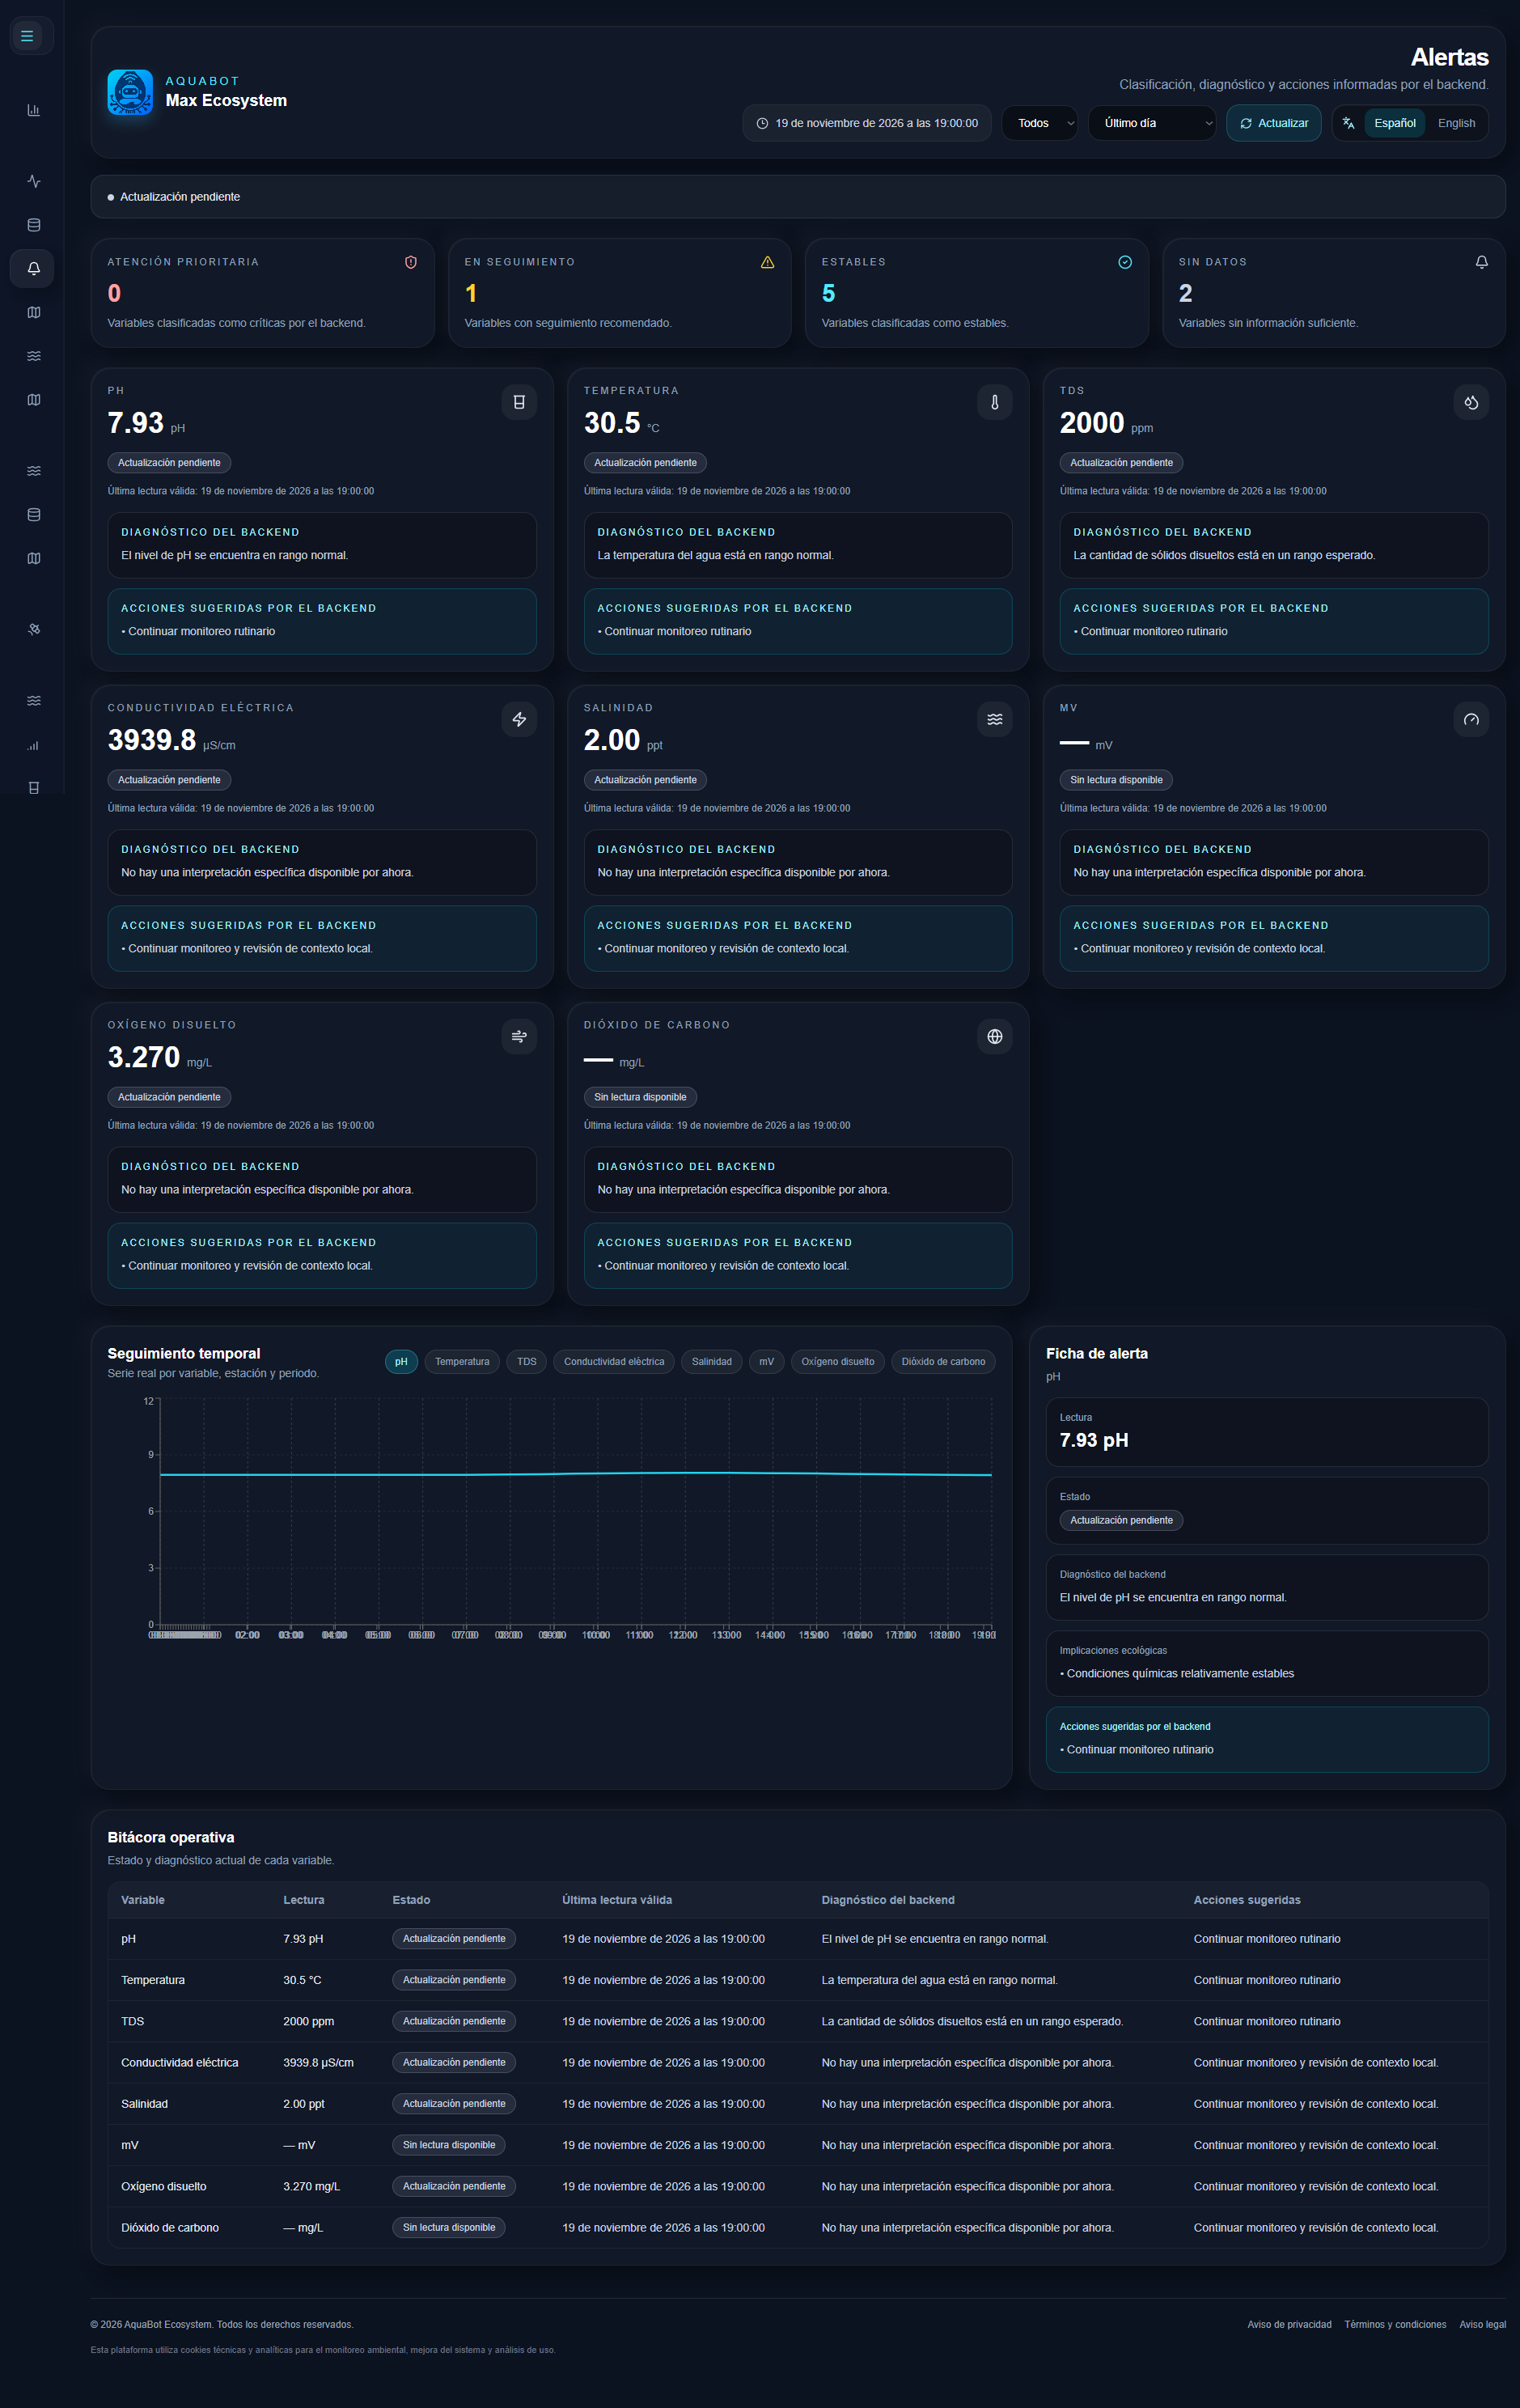 AQUABOT
Max Ecosystem
Alertas
Clasificación, diagnóstico y acciones informadas por el backend.
19 de noviembre de 2026 a las 19:00:00
Todos
Último día
Actualizar
Español
English
Actualización pendiente
ATENCIÓN PRIORITARIA
0
Variables clasificadas como críticas por el backend.
EN SEGUIMIENTO
1
Variables con seguimiento recomendado.
ESTABLES
5
Variables clasificadas como estables.
SIN DATOS
2
Variables sin información suficiente.
PH
7.93 pH
Actualización pendiente
Última lectura válida: 19 de noviembre de 2026 a las 19:00:00
DIAGNÓSTICO DEL BACKEND
El nivel de pH se encuentra en rango normal.
ACCIONES SUGERIDAS POR EL BACKEND
• Continuar monitoreo rutinario
TEMPERATURA
30.5 °C
Actualización pendiente
Última lectura válida: 19 de noviembre de 2026 a las 19:00:00
DIAGNÓSTICO DEL BACKEND
La temperatura del agua está en rango normal.
ACCIONES SUGERIDAS POR EL BACKEND
• Continuar monitoreo rutinario
TDS
2000 ppm
Actualización pendiente
Última lectura válida: 19 de noviembre de 2026 a las 19:00:00
DIAGNÓSTICO DEL BACKEND
La cantidad de sólidos disueltos está en un rango esperado.
ACCIONES SUGERIDAS POR EL BACKEND
• Continuar monitoreo rutinario
CONDUCTIVIDAD ELÉCTRICA
3939.8 µS/cm
Actualización pendiente
Última lectura válida: 19 de noviembre de 2026 a las 19:00:00
DIAGNÓSTICO DEL BACKEND
No hay una interpretación específica disponible por ahora.
ACCIONES SUGERIDAS POR EL BACKEND
• Continuar monitoreo y revisión de contexto local.
SALINIDAD
2.00 ppt
Actualización pendiente
Última lectura válida: 19 de noviembre de 2026 a las 19:00:00
DIAGNÓSTICO DEL BACKEND
No hay una interpretación específica disponible por ahora.
ACCIONES SUGERIDAS POR EL BACKEND
• Continuar monitoreo y revisión de contexto local.
MV
— mV
Sin lectura disponible
Última lectura válida: 19 de noviembre de 2026 a las 19:00:00
DIAGNÓSTICO DEL BACKEND
No hay una interpretación específica disponible por ahora.
ACCIONES SUGERIDAS POR EL BACKEND
• Continuar monitoreo y revisión de contexto local.
OXÍGENO DISUELTO
3.270 mg/L
Actualización pendiente
Última lectura válida: 19 de noviembre de 2026 a las 19:00:00
DIAGNÓSTICO DEL BACKEND
No hay una interpretación específica disponible por ahora.
ACCIONES SUGERIDAS POR EL BACKEND
• Continuar monitoreo y revisión de contexto local.
DIÓXIDO DE CARBONO
— mg/L
Sin lectura disponible
Última lectura válida: 19 de noviembre de 2026 a las 19:00:00
DIAGNÓSTICO DEL BACKEND
No hay una interpretación específica disponible por ahora.
ACCIONES SUGERIDAS POR EL BACKEND
• Continuar monitoreo y revisión de contexto local.
Seguimiento temporal
Serie real por variable, estación y periodo.
pH Temperatura TDS Conductividad eléctrica Salinidad mV Oxígeno disuelto Dióxido de carbono
12
9
6
3
0
02:00 03:00 04:00 05:00 06:00 07:00 08:00 09:00 10:00 11:00 12:00 13:00 14:00 15:00 16:00 17:00 18:00
Ficha de alerta
pH
Lectura
7.93 pH
Estado
Actualización pendiente
Diagnóstico del backend
El nivel de pH se encuentra en rango normal.
Implicaciones ecológicas
• Condiciones químicas relativamente estables
Acciones sugeridas por el backend
• Continuar monitoreo rutinario
Bitácora operativa
Estado y diagnóstico actual de cada variable.
Variable Lectura Estado Última lectura válida Diagnóstico del backend Acciones sugeridas
pH 7.93 pH Actualización pendiente 19 de noviembre de 2026 a las 19:00:00 El nivel de pH se encuentra en rango normal. Continuar monitoreo rutinario
Temperatura 30.5 °C Actualización pendiente 19 de noviembre de 2026 a las 19:00:00 La temperatura del agua está en rango normal. Continuar monitoreo rutinario
TDS 2000 ppm Actualización pendiente 19 de noviembre de 2026 a las 19:00:00 La cantidad de sólidos disueltos está en un rango esperado. Continuar monitoreo rutinario
Conductividad eléctrica 3939.8 µS/cm Actualización pendiente 19 de noviembre de 2026 a las 19:00:00 No hay una interpretación específica disponible por ahora. Continuar monitoreo y revisión de contexto local.
Salinidad 2.00 ppt Actualización pendiente 19 de noviembre de 2026 a las 19:00:00 No hay una interpretación específica disponible por ahora. Continuar monitoreo y revisión de contexto local.
mV — mV Sin lectura disponible 19 de noviembre de 2026 a las 19:00:00 No hay una interpretación específica disponible por ahora. Continuar monitoreo y revisión de contexto local.
Oxígeno disuelto 3.270 mg/L Actualización pendiente 19 de noviembre de 2026 a las 19:00:00 No hay una interpretación específica disponible por ahora. Continuar monitoreo y revisión de contexto local.
Dióxido de carbono — mg/L Sin lectura disponible 19 de noviembre de 2026 a las 19:00:00 No hay una interpretación específica disponible por ahora. Continuar monitoreo y revisión de contexto local.
© 2026 AquaBot Ecosystem. Todos los derechos reservados.
Aviso de privacidad Términos y condiciones Aviso legal
Esta plataforma utiliza cookies técnicas y analíticas para el monitoreo ambiental, mejora del sistema y análisis de uso.